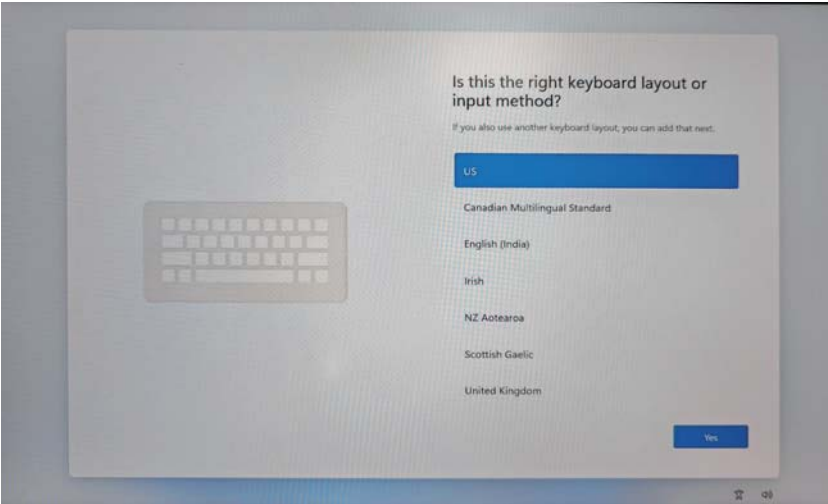 Is this the right keyboard layout or
input method?
If you also use another keyboard layout, you can add that next.
US
Canadian Multilingual Standard
English (India)
Irish
NZ Aotearoa
Scottish Gaelic
United Kingdom
Yes